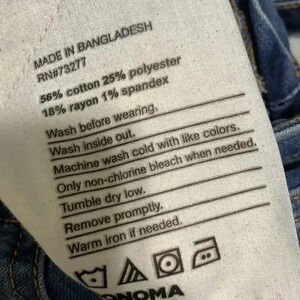 MADE IN BANGLADESH
RN#73277
56% cotton 25% polyester
18% rayon 1% spandex
Wash before wearing.
Wash inside out.
Machine wash cold with like colors.
Only non-chlorine bleach when needed.
Tumble dry low.
Remove promptly.
Warm iron if needed.
ONOMA